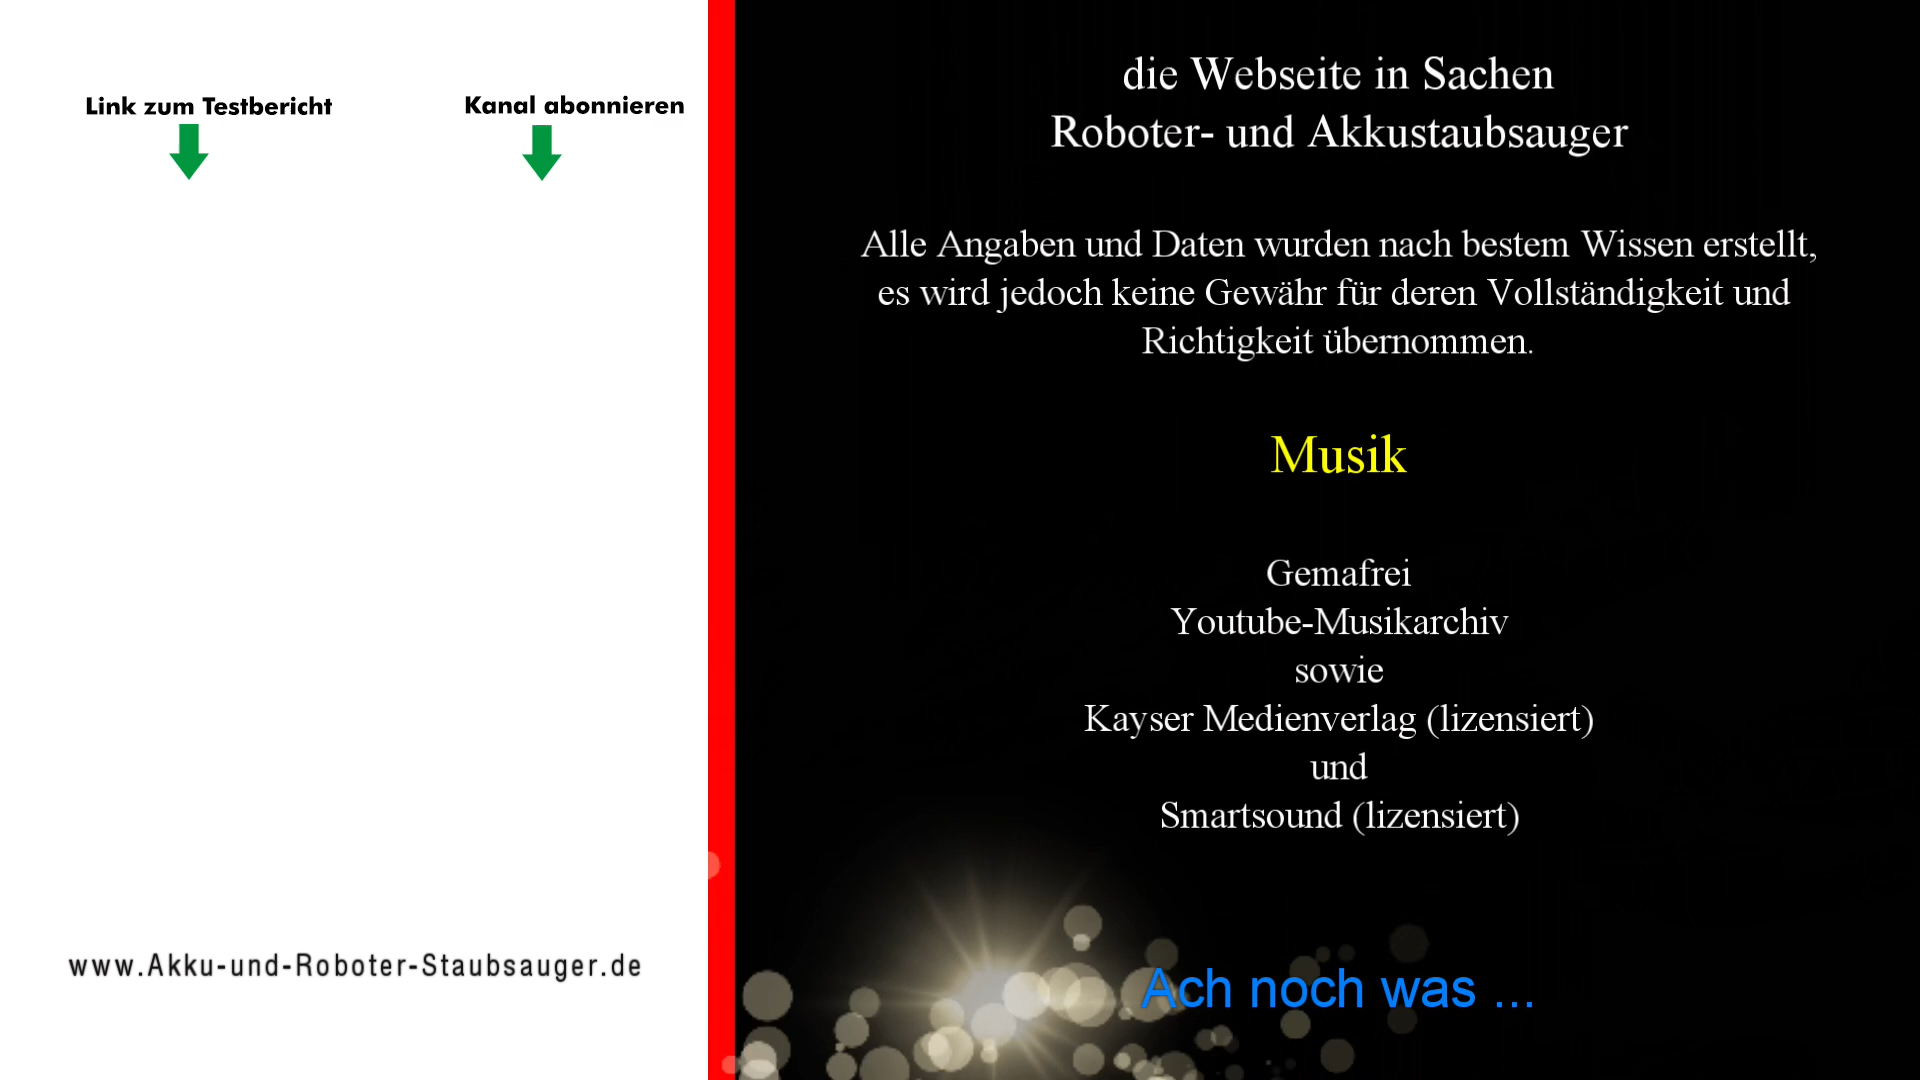 Link zum Testbericht
Kanal abonnieren
www.Akku-und-Roboter-Staubsauger.de
die Webseite in Sachen
Roboter- und Akkustaubsauger
Alle Angaben und Daten wurden nach bestem Wissen erstellt,
es wird jedoch keine Gewähr für deren Vollständigkeit und
Richtigkeit übernommen.
Musik
Gemafrei
Youtube-Musikarchiv
sowie
Kayser Medienverlag (lizensiert)
und
Smartsound (lizensiert)
Ach noch was ...